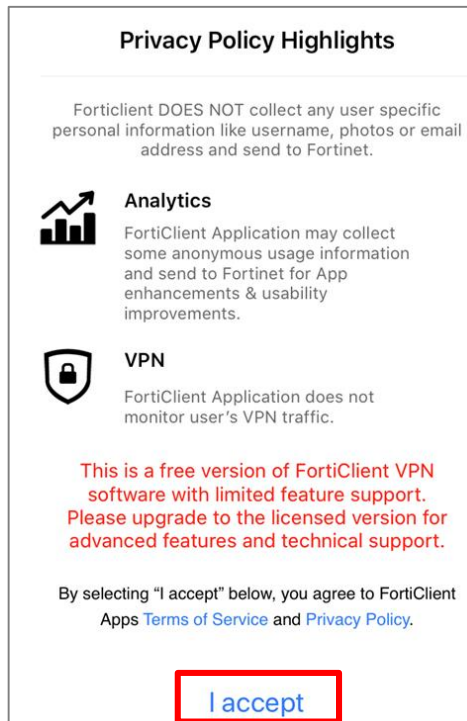 Privacy Policy Highlights
Forticlient DOES NOT collect any user specific
personal information like username, photos or email
address and send to Fortinet.
Analytics
FortiClient Application may collect
some anonymous usage information
and send to Fortinet for App
enhancements & usability
improvements.
VPN
FortiClient Application does not
monitor user's VPN traffic.
This is a free version of FortiClient VPN
software with limited feature support.
Please upgrade to the licensed version for
advanced features and technical support.
By selecting “I accept” below, you agree to FortiClient
Apps Terms of Service and Privacy Policy.
I accept